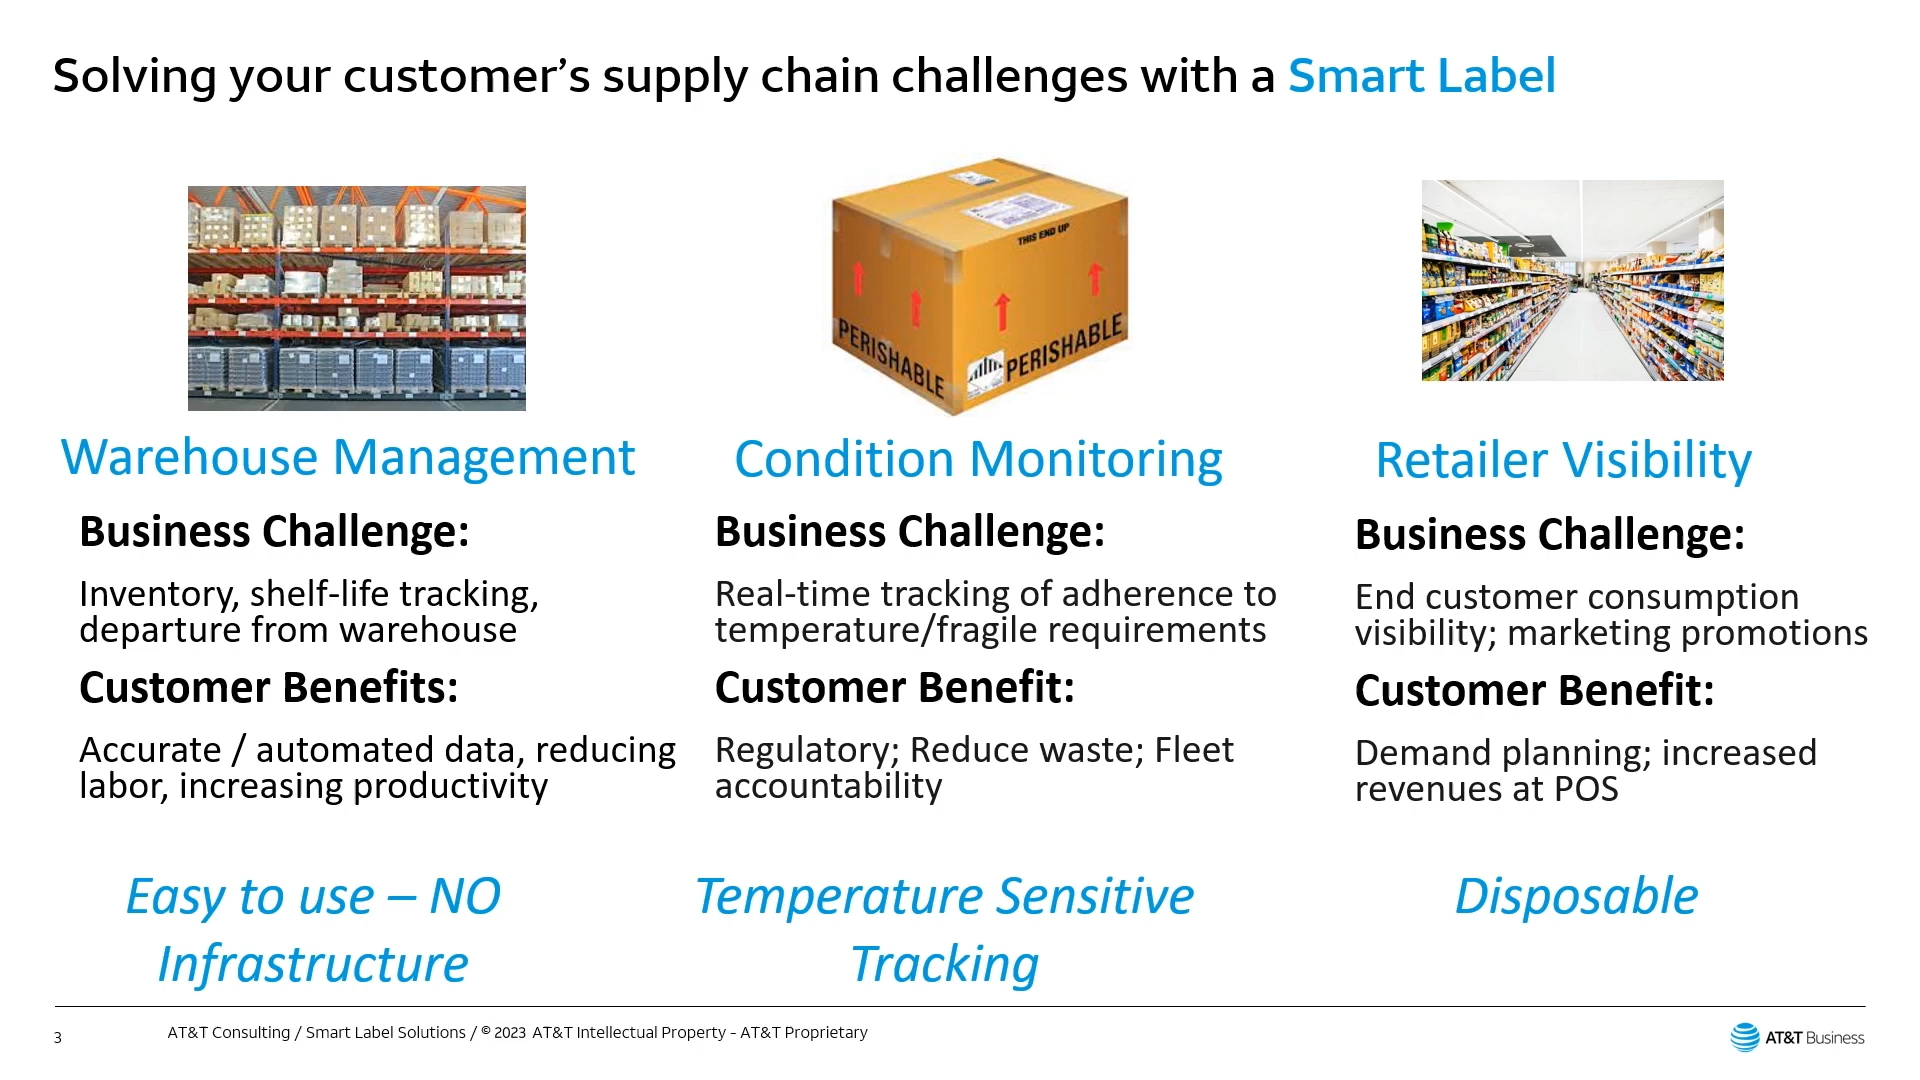 Solving your customer’s supply chain challenges with a Smart Label
THIS END UP
PERISHABLE
PERISHABLE
Warehouse Management
Business Challenge:
Inventory, shelf-life tracking,
departure from warehouse
Customer Benefits:
Accurate / automated data, reducing
labor, increasing productivity
Easy to use – NO
Infrastructure
Condition Monitoring
Business Challenge:
Real-time tracking of adherence to
temperature/fragile requirements
Customer Benefit:
Regulatory; Reduce waste; Fleet
accountability
Temperature Sensitive
Tracking
Retailer Visibility
Business Challenge:
End customer consumption
visibility; marketing promotions
Customer Benefit:
Demand planning; increased
revenues at POS
Disposable
3
AT&T Consulting / Smart Label Solutions / © 2023 AT&T Intellectual Property - AT&T Proprietary
AT&T Business